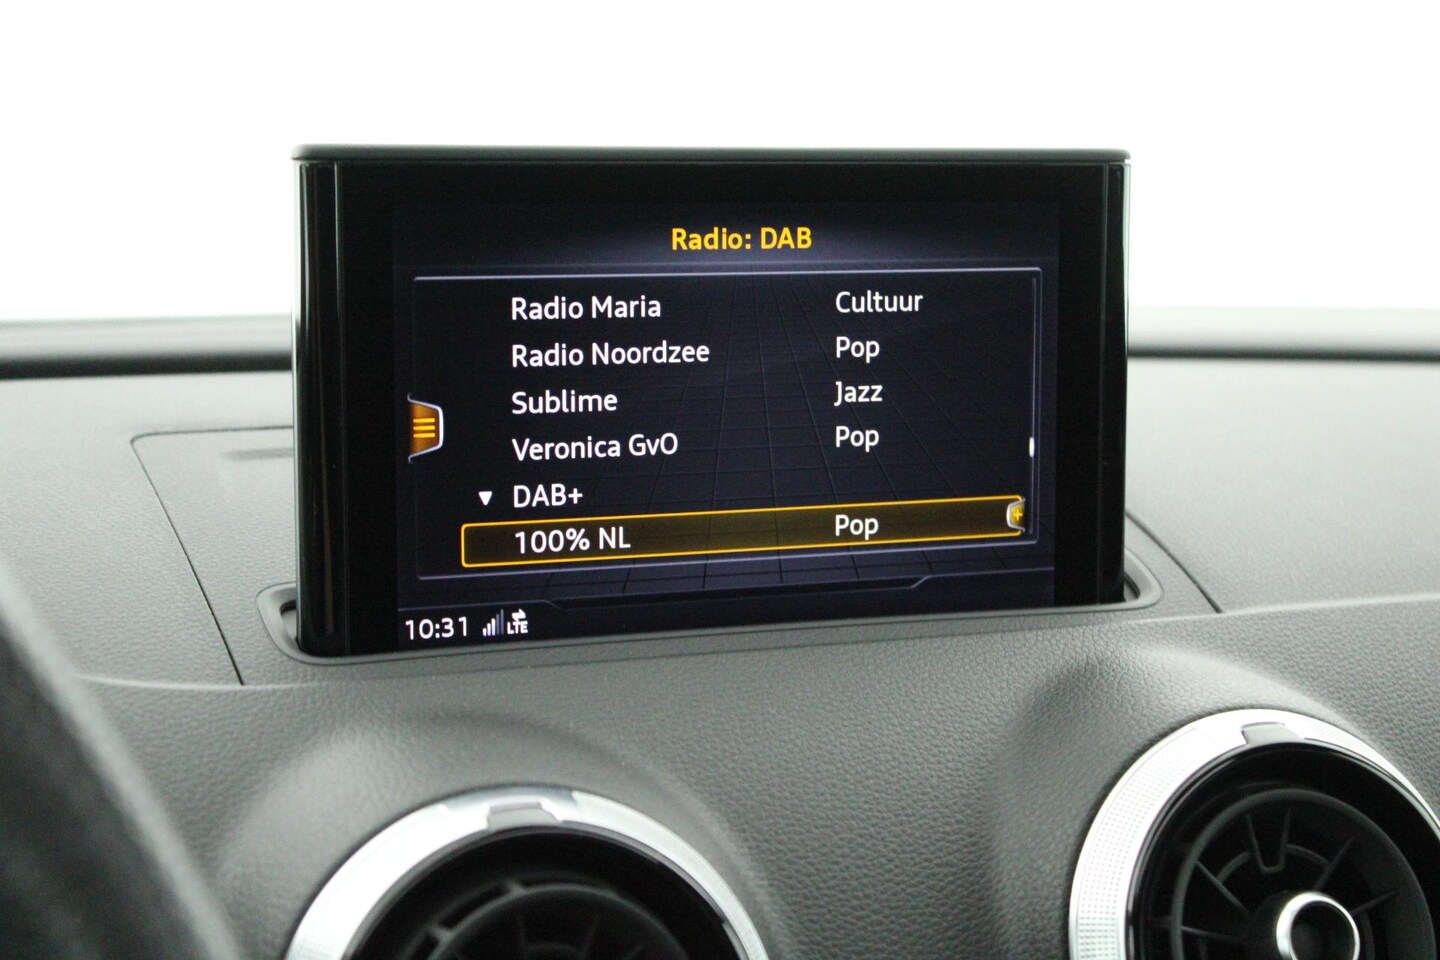 Radio: DAB
Radio Maria Cultuur
Radio Noordzee Pop
Sublime Jazz
Veronica GvO Pop
DAB+
100% NL Pop
10:31 LTE